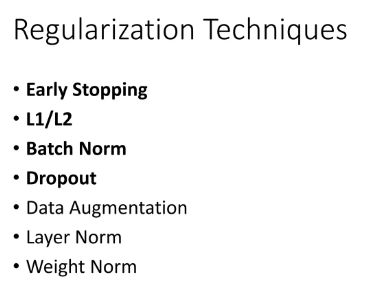 Regularization Techniques
• Early Stopping
• L1/L2
• Batch Norm
• Dropout
• Data Augmentation
• Layer Norm
• Weight Norm